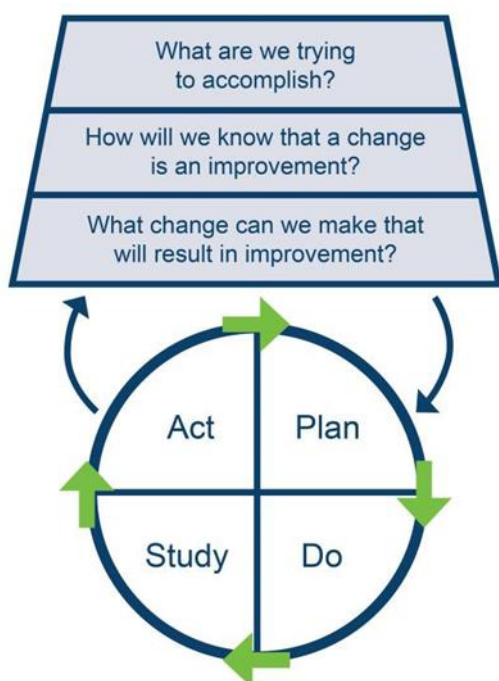 What are we trying
to accomplish?
How will we know that a change
is an improvement?
What change can we make that
will result in improvement?
Act
Plan
Study
Do